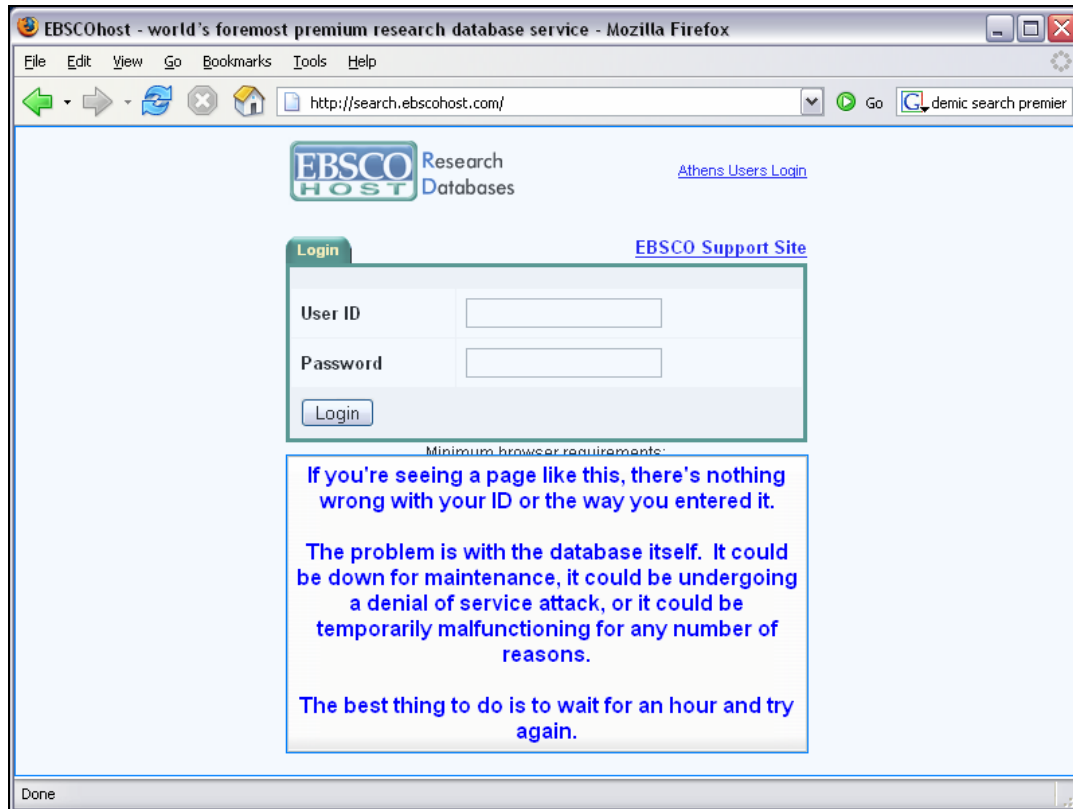 EBSCOhost - world's foremost premium research database service - Mozilla Firefox
File Edit View Go Bookmarks Tools Help
http://search.ebscohost.com/ Go G demic search premier
EBSCO HOST Research Databases
Athens Users Login
Login
EBSCO Support Site
User ID
Password
Login
Minimum browser requirements:
If you're seeing a page like this, there's nothing
wrong with your ID or the way you entered it.
The problem is with the database itself. It could
be down for maintenance, it could be undergoing
a denial of service attack, or it could be
temporarily malfunctioning for any number of
reasons.
The best thing to do is to wait for an hour and try
again.
Done